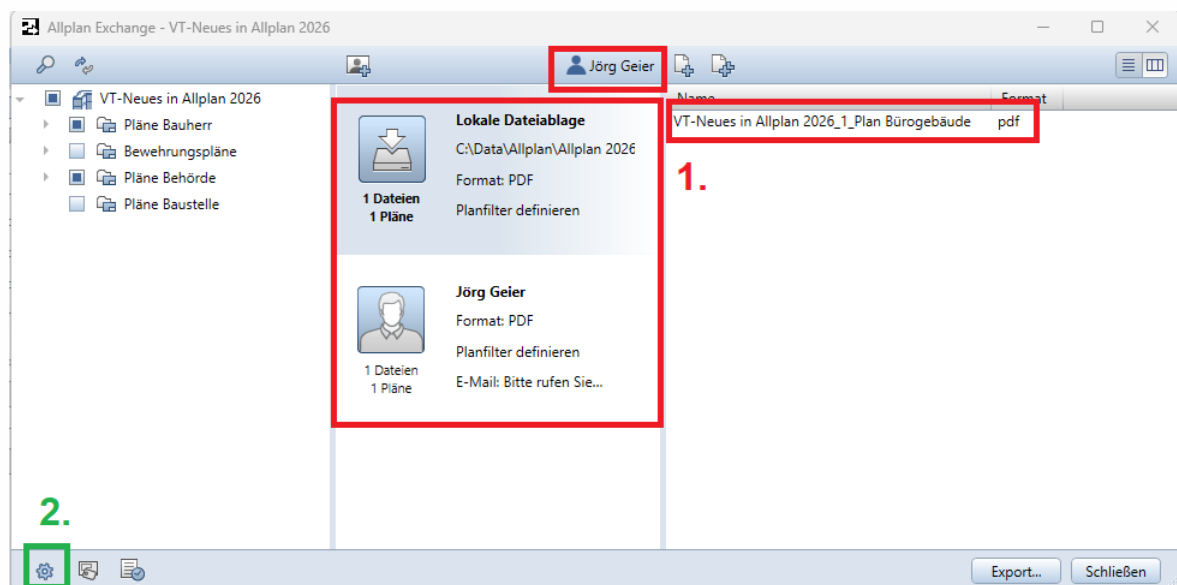 Allplan Exchange - VT-Neues in Allplan 2026
Jörg Geier
VT-Neues in Allplan 2026
Pläne Bauherr
Bewehrungspläne
Pläne Behörde
Pläne Baustelle
Lokale Dateiablage
C:\Data\Allplan\Allplan 2026
Format: PDF
Planfilter definieren
1 Dateien
1 Pläne
Jörg Geier
Format: PDF
Planfilter definieren
E-Mail: Bitte rufen Sie...
1 Dateien
1 Pläne
Name Format
VT-Neues in Allplan 2026_1_Plan Bürogebäude pdf
1.
2.
Export... Schließen